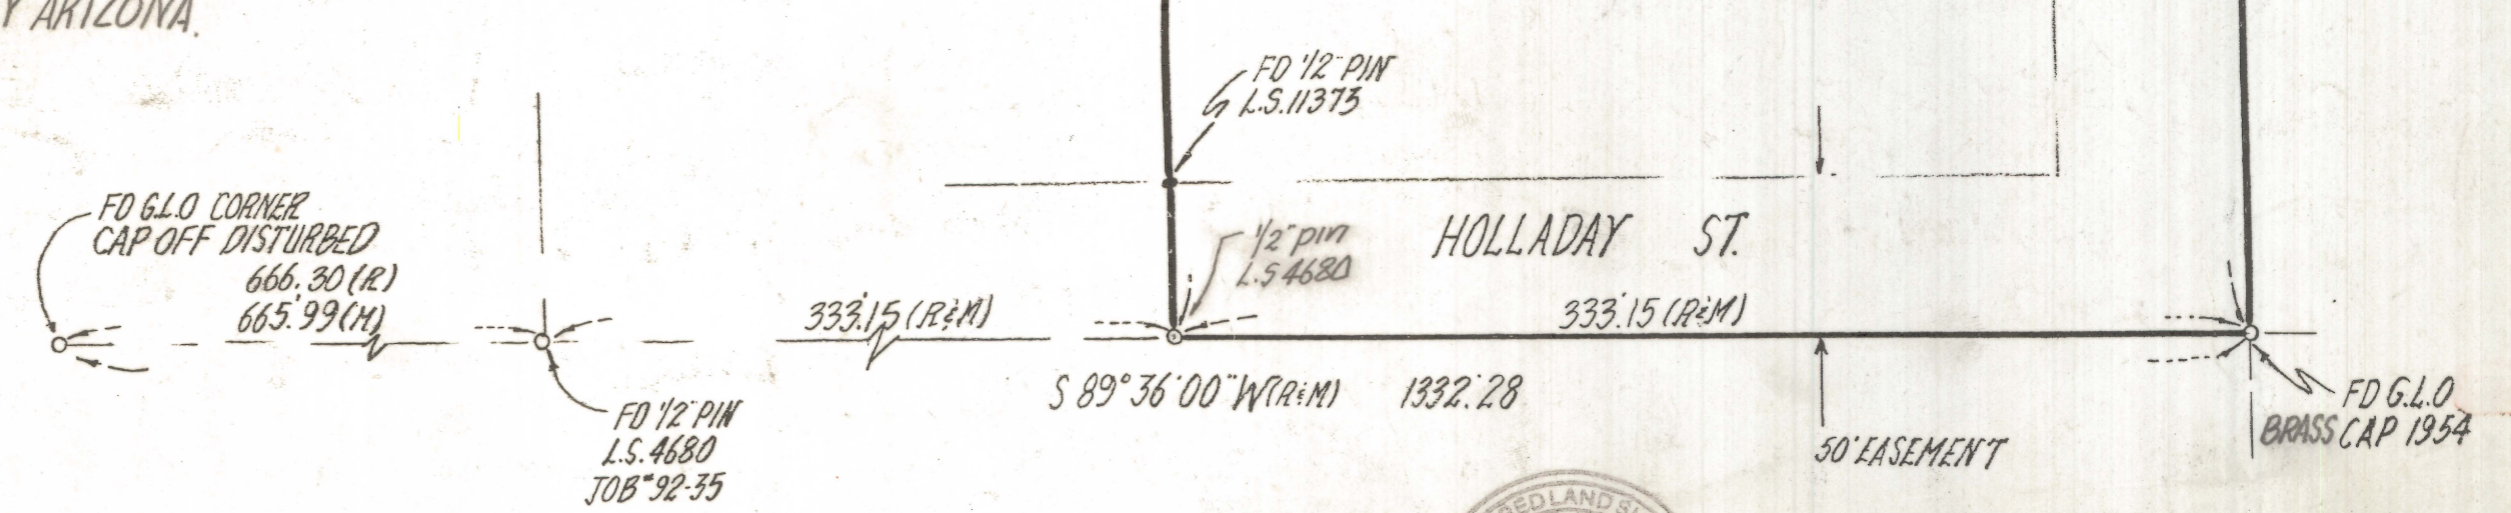 Y ARIZONA.
FD 1/2" PIN
L.S. 11375
FD G.L.O CORNER
CAP OFF DISTURBED
666.30 (R)
665.99 (M)
1/2" PIN
L.S 4680
HOLLADAY ST.
333.15 (R&M)
333.15 (R&M)
S 89° 36' 00" W (R&M) 1332.28
FD 1/2" PIN
L.S. 4680
JOB # 92-35
50' EASEMENT
FD G.L.O
BRASS CAP 1954